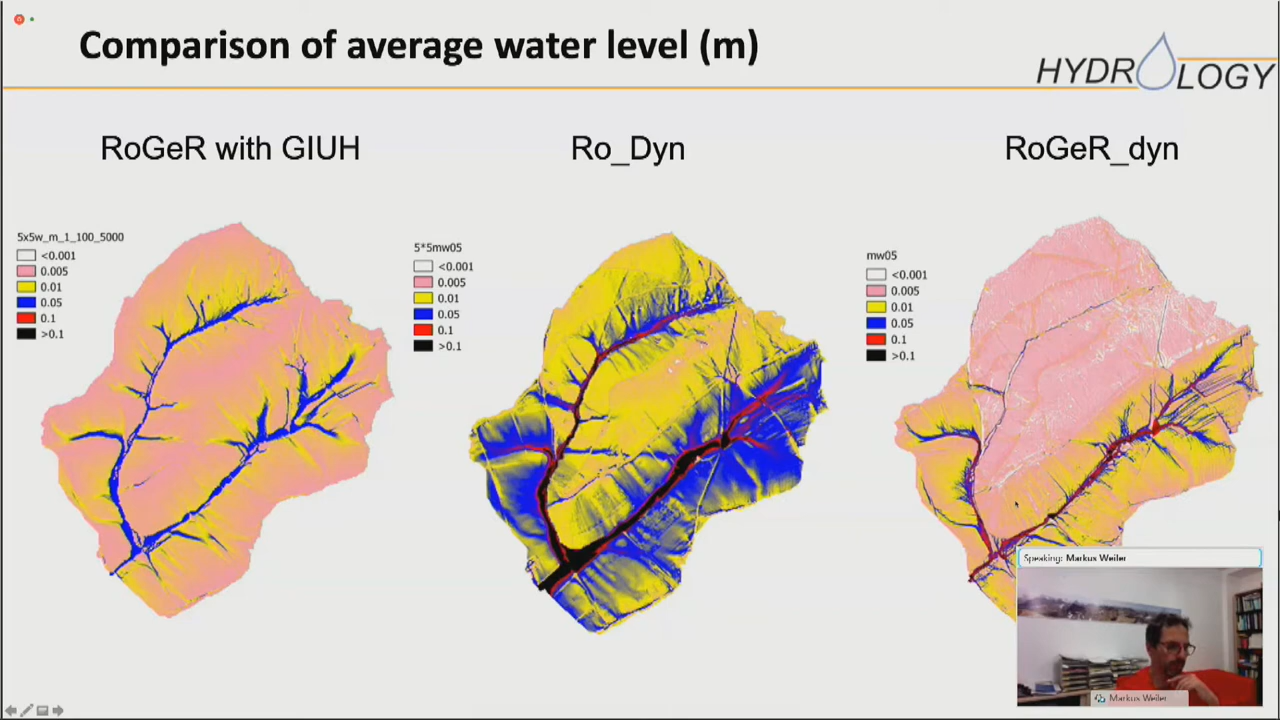 Comparison of average water level (m)
HYDROLOGY
RoGeR with GIUH
Ro_Dyn
RoGeR_dyn
5x5w_m_1_100_5000
<0.001
0.005
0.01
0.05
0.1
>0.1
5*5mw05
<0.001
0.005
0.01
0.05
0.1
>0.1
mw05
<0.001
0.005
0.01
0.05
0.1
>0.1
Speaking: Markus Weiler
Markus Weiler